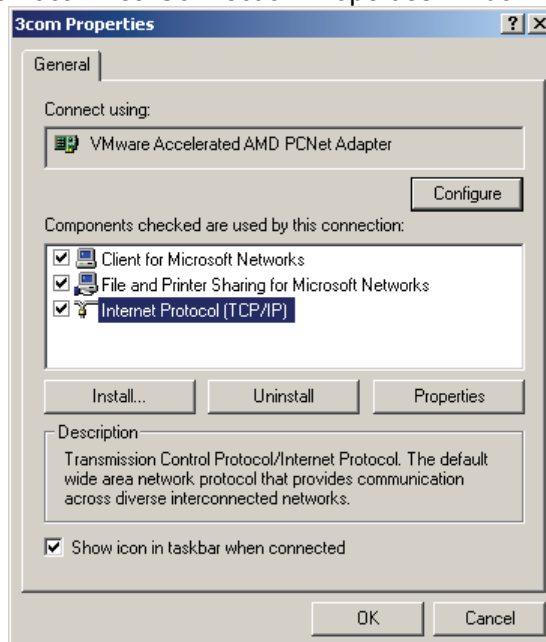 3com Properties
General
Connect using:
VMware Accelerated AMD PCNet Adapter
Configure
Components checked are used by this connection:
Client for Microsoft Networks
File and Printer Sharing for Microsoft Networks
Internet Protocol (TCP/IP)
Install...
Uninstall
Properties
Description
Transmission Control Protocol/Internet Protocol. The default
wide area network protocol that provides communication
across diverse interconnected networks.
Show icon in taskbar when connected
OK
Cancel